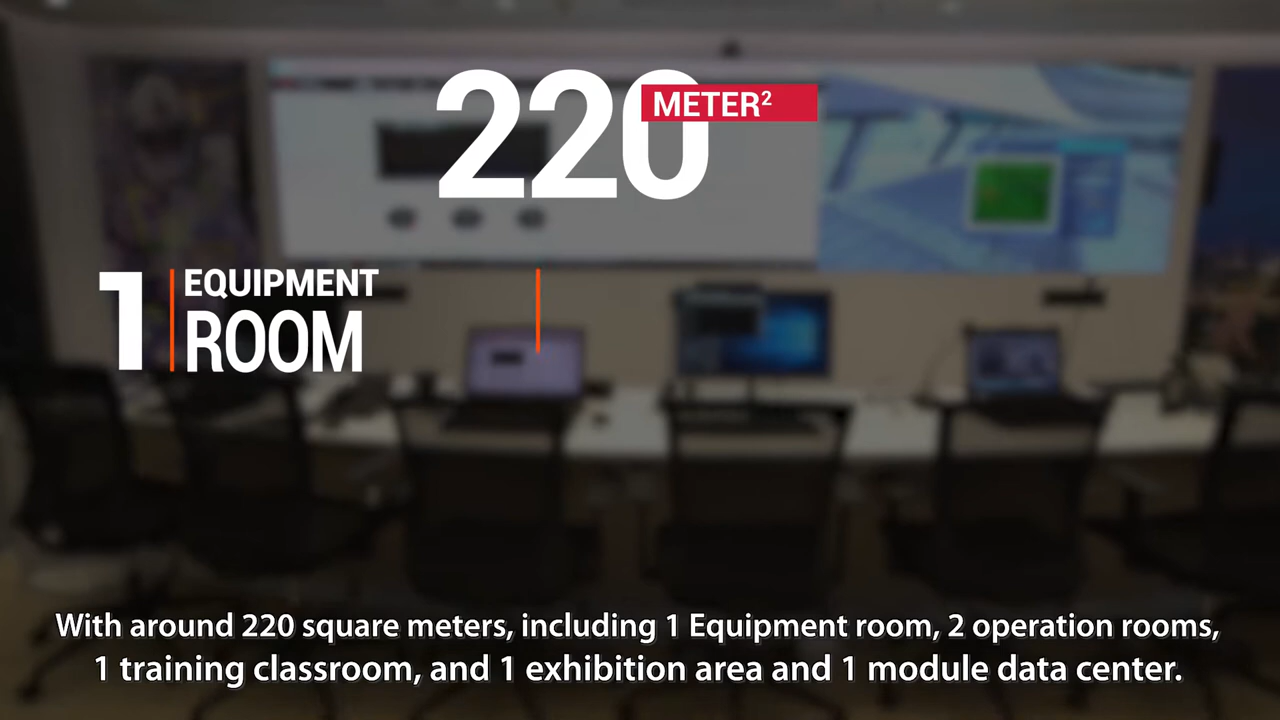 220
METER²
1
EQUIPMENT
ROOM
With around 220 square meters, including 1 Equipment room, 2 operation rooms,
1 training classroom, and 1 exhibition area and 1 module data center.